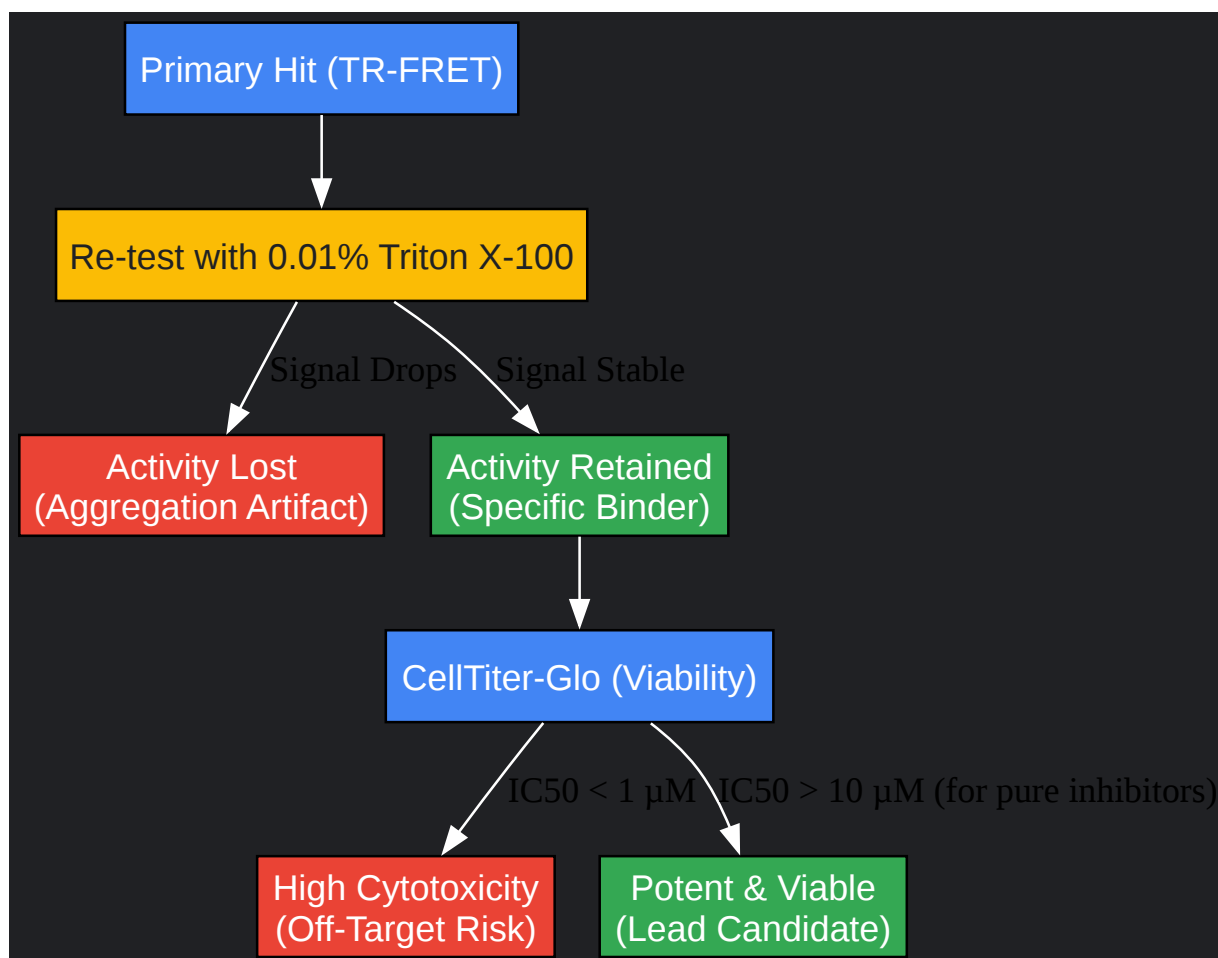 Primary Hit (TR-FRET)
Re-test with 0.01% Triton X-100
Signal Drops
Signal Stable
Activity Lost
(Aggregation Artifact)
Activity Retained
(Specific Binder)
CellTiter-Glo (Viability)
IC50 < 1 µM
IC50 > 10 µM (for pure inhibitors)
High Cytotoxicity
(Off-Target Risk)
Potent & Viable
(Lead Candidate)